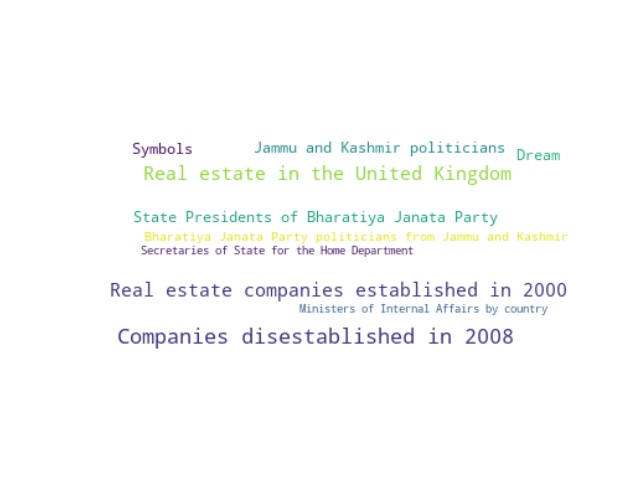 Symbols
Jammu and Kashmir politicians
Dream
Real estate in the United Kingdom
State Presidents of Bharatiya Janata Party
Bharatiya Janata Party politicians from Jammu and Kashmir
Secretaries of State for the Home Department
Real estate companies established in 2000
Ministers of Internal Affairs by country
Companies disestablished in 2008